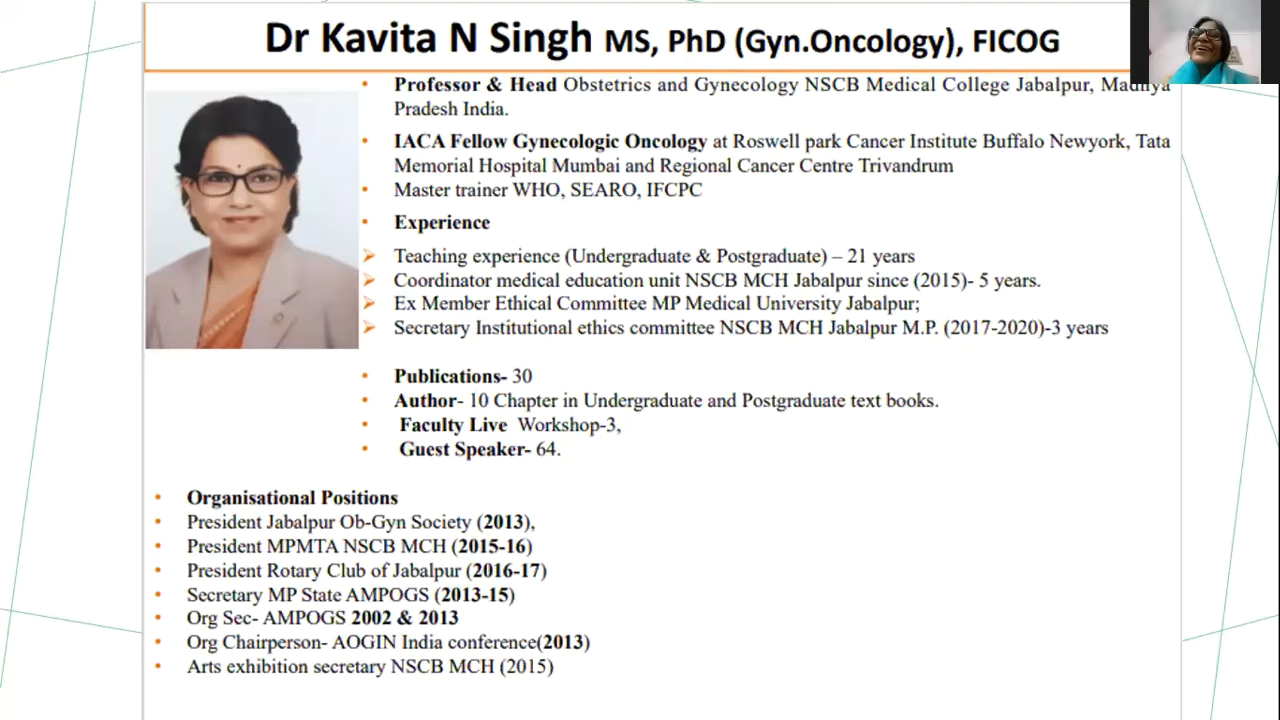 Dr Kavita N Singh MS, PhD (Gyn.Oncology), FICOG
• Professor & Head Obstetrics and Gynecology NSCB Medical College Jabalpur, Madhya
Pradesh India.
• IACA Fellow Gynecologic Oncology at Roswell park Cancer Institute Buffalo Newyork, Tata
Memorial Hospital Mumbai and Regional Cancer Centre Trivandrum
• Master trainer WHO, SEARO, IFCPC
• Experience
➢ Teaching experience (Undergraduate & Postgraduate) – 21 years
➢ Coordinator medical education unit NSCB MCH Jabalpur since (2015)- 5 years.
➢ Ex Member Ethical Committee MP Medical University Jabalpur;
➢ Secretary Institutional ethics committee NSCB MCH Jabalpur M.P. (2017-2020)-3 years
• Publications- 30
• Author- 10 Chapter in Undergraduate and Postgraduate text books.
• Faculty Live Workshop-3,
• Guest Speaker- 64.
• Organisational Positions
• President Jabalpur Ob-Gyn Society (2013),
• President MPMTA NSCB MCH (2015-16)
• President Rotary Club of Jabalpur (2016-17)
• Secretary MP State AMPOGS (2013-15)
• Org Sec- AMPOGS 2002 & 2013
• Org Chairperson- AOGIN India conference(2013)
• Arts exhibition secretary NSCB MCH (2015)